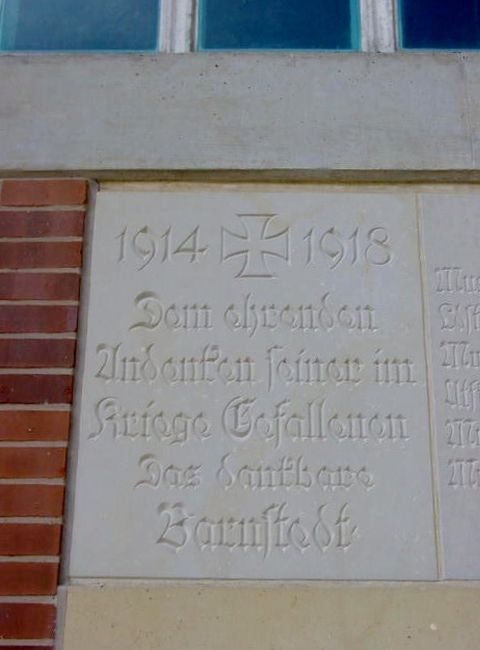 1914 1918
Dem ehrenden
Andenken seiner im
Kriege Gefallenen
Das dankbare
Barnstedt